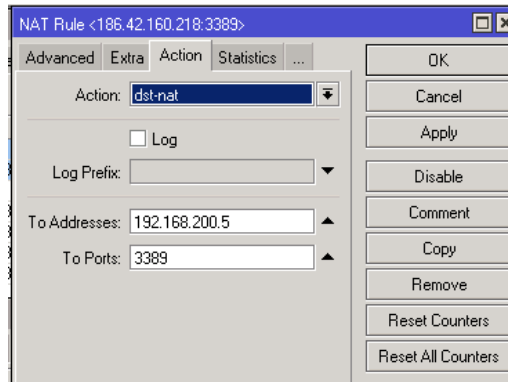 NAT Rule <186.42.160.218:3389>
Advanced Extra Action Statistics ...
Action: dst-nat
Log
Log Prefix:
To Addresses: 192.168.200.5
To Ports: 3389
OK
Cancel
Apply
Disable
Comment
Copy
Remove
Reset Counters
Reset All Counters